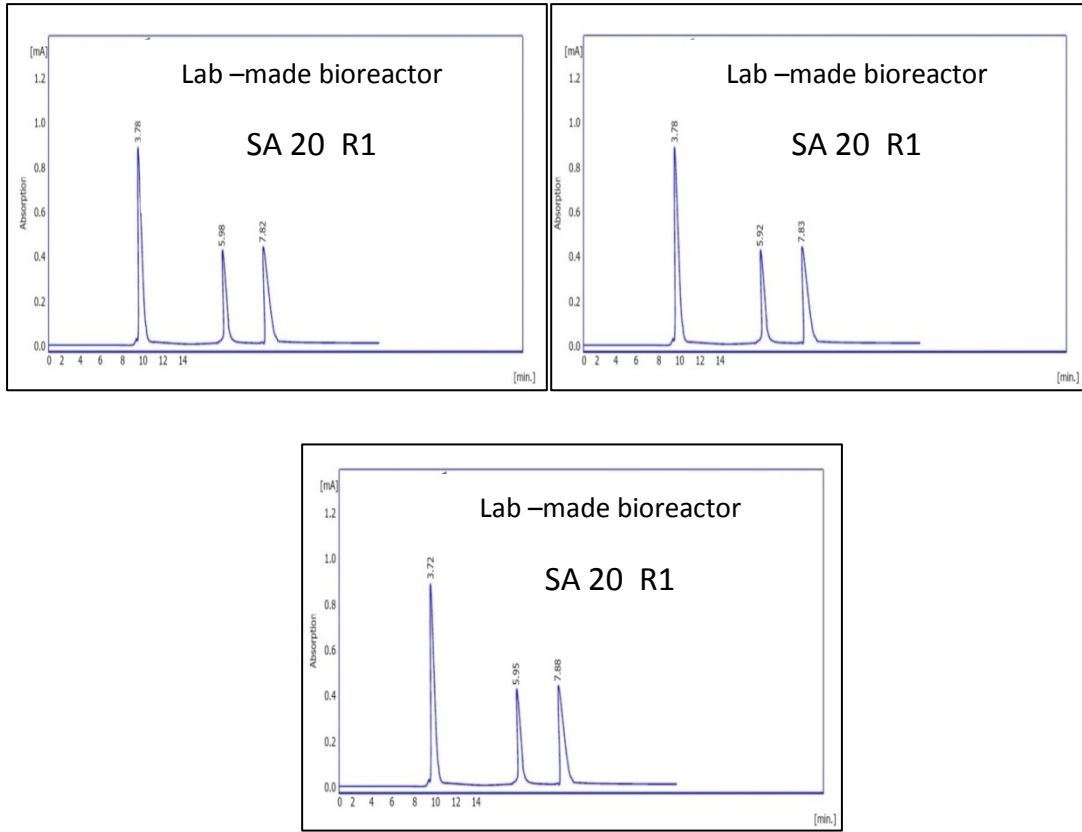 [mA]
Lab –made bioreactor
SA 20 R1
1.2
1.0
0.8
0.6
0.4
0.2
0.0
Absorption
3.78
5.98
7.82
0 2 4 6 8 10 12 14
[min.]
[mA]
Lab –made bioreactor
SA 20 R1
1.2
1.0
0.8
0.6
0.4
0.2
0.0
Absorption
3.78
5.92
7.83
0 2 4 6 8 10 12 14
[min.]
[mA]
Lab –made bioreactor
SA 20 R1
1.2
1.0
0.8
0.6
0.4
0.2
0.0
Absorption
3.72
5.95
7.88
0 2 4 6 8 10 12 14
[min.]